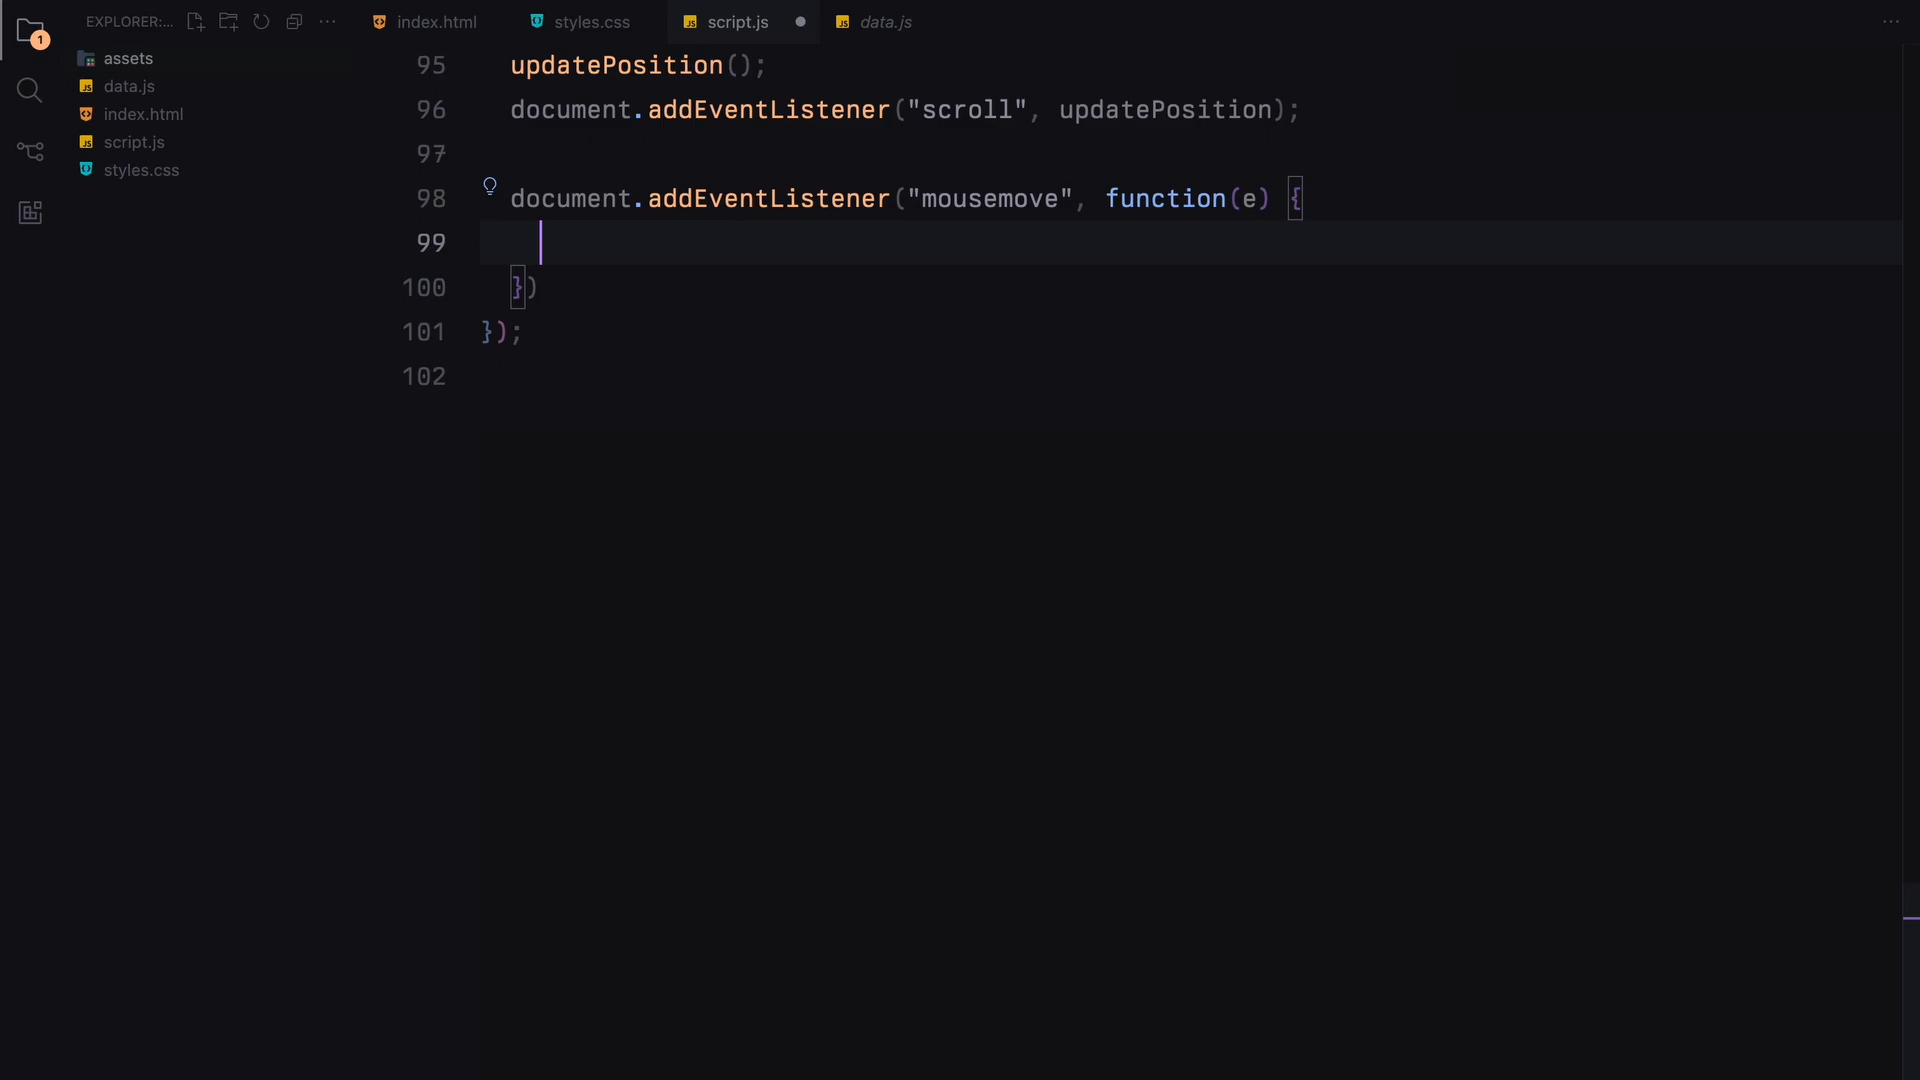 EXPLORER:...
1
assets
data.js
index.html
script.js
styles.css
index.html
styles.css
script.js
data.js
95 updatePosition();
96 document.addEventListener("scroll", updatePosition);
97
98 document.addEventListener("mousemove", function(e) {
99
100 })
101 });
102